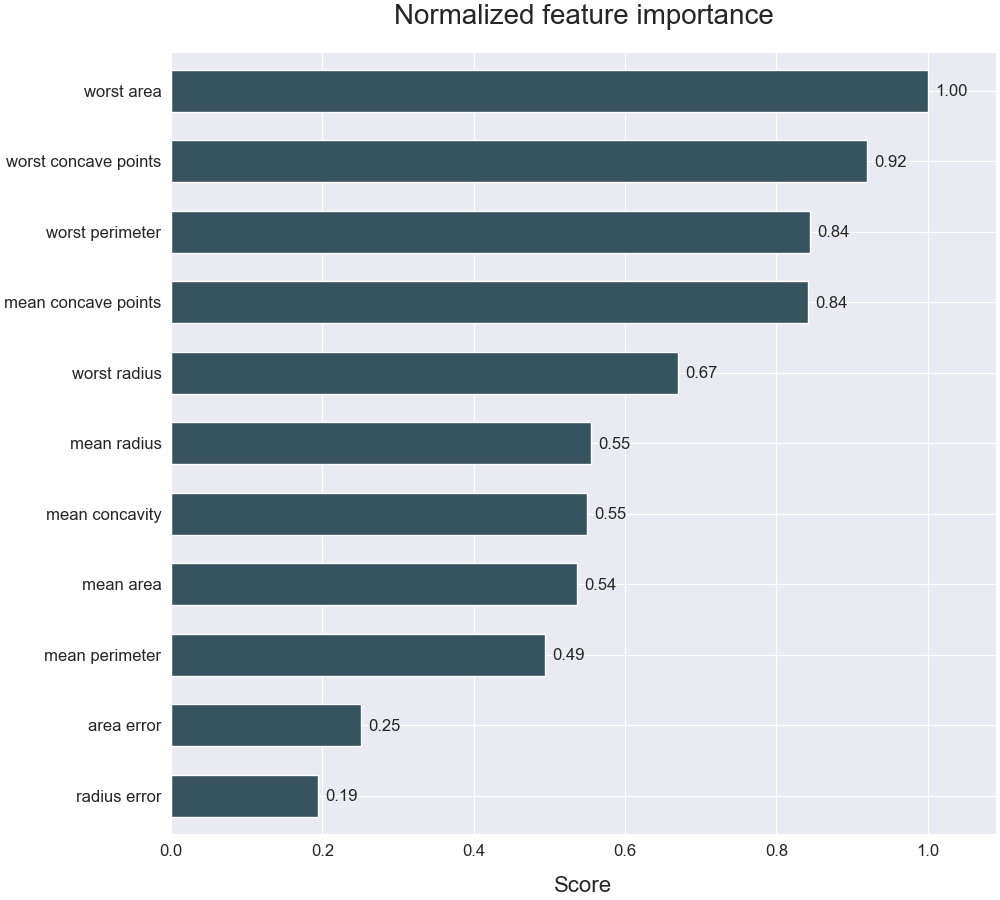 Normalized feature importance
worst area 1.00
worst concave points 0.92
worst perimeter 0.84
mean concave points 0.84
worst radius 0.67
mean radius 0.55
mean concavity 0.55
mean area 0.54
mean perimeter 0.49
area error 0.25
radius error 0.19
0.0 0.2 0.4 0.6 0.8 1.0
Score